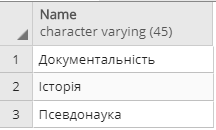 Name
character varying (45)
1 Документальність
2 Історія
3 Псевдонаука